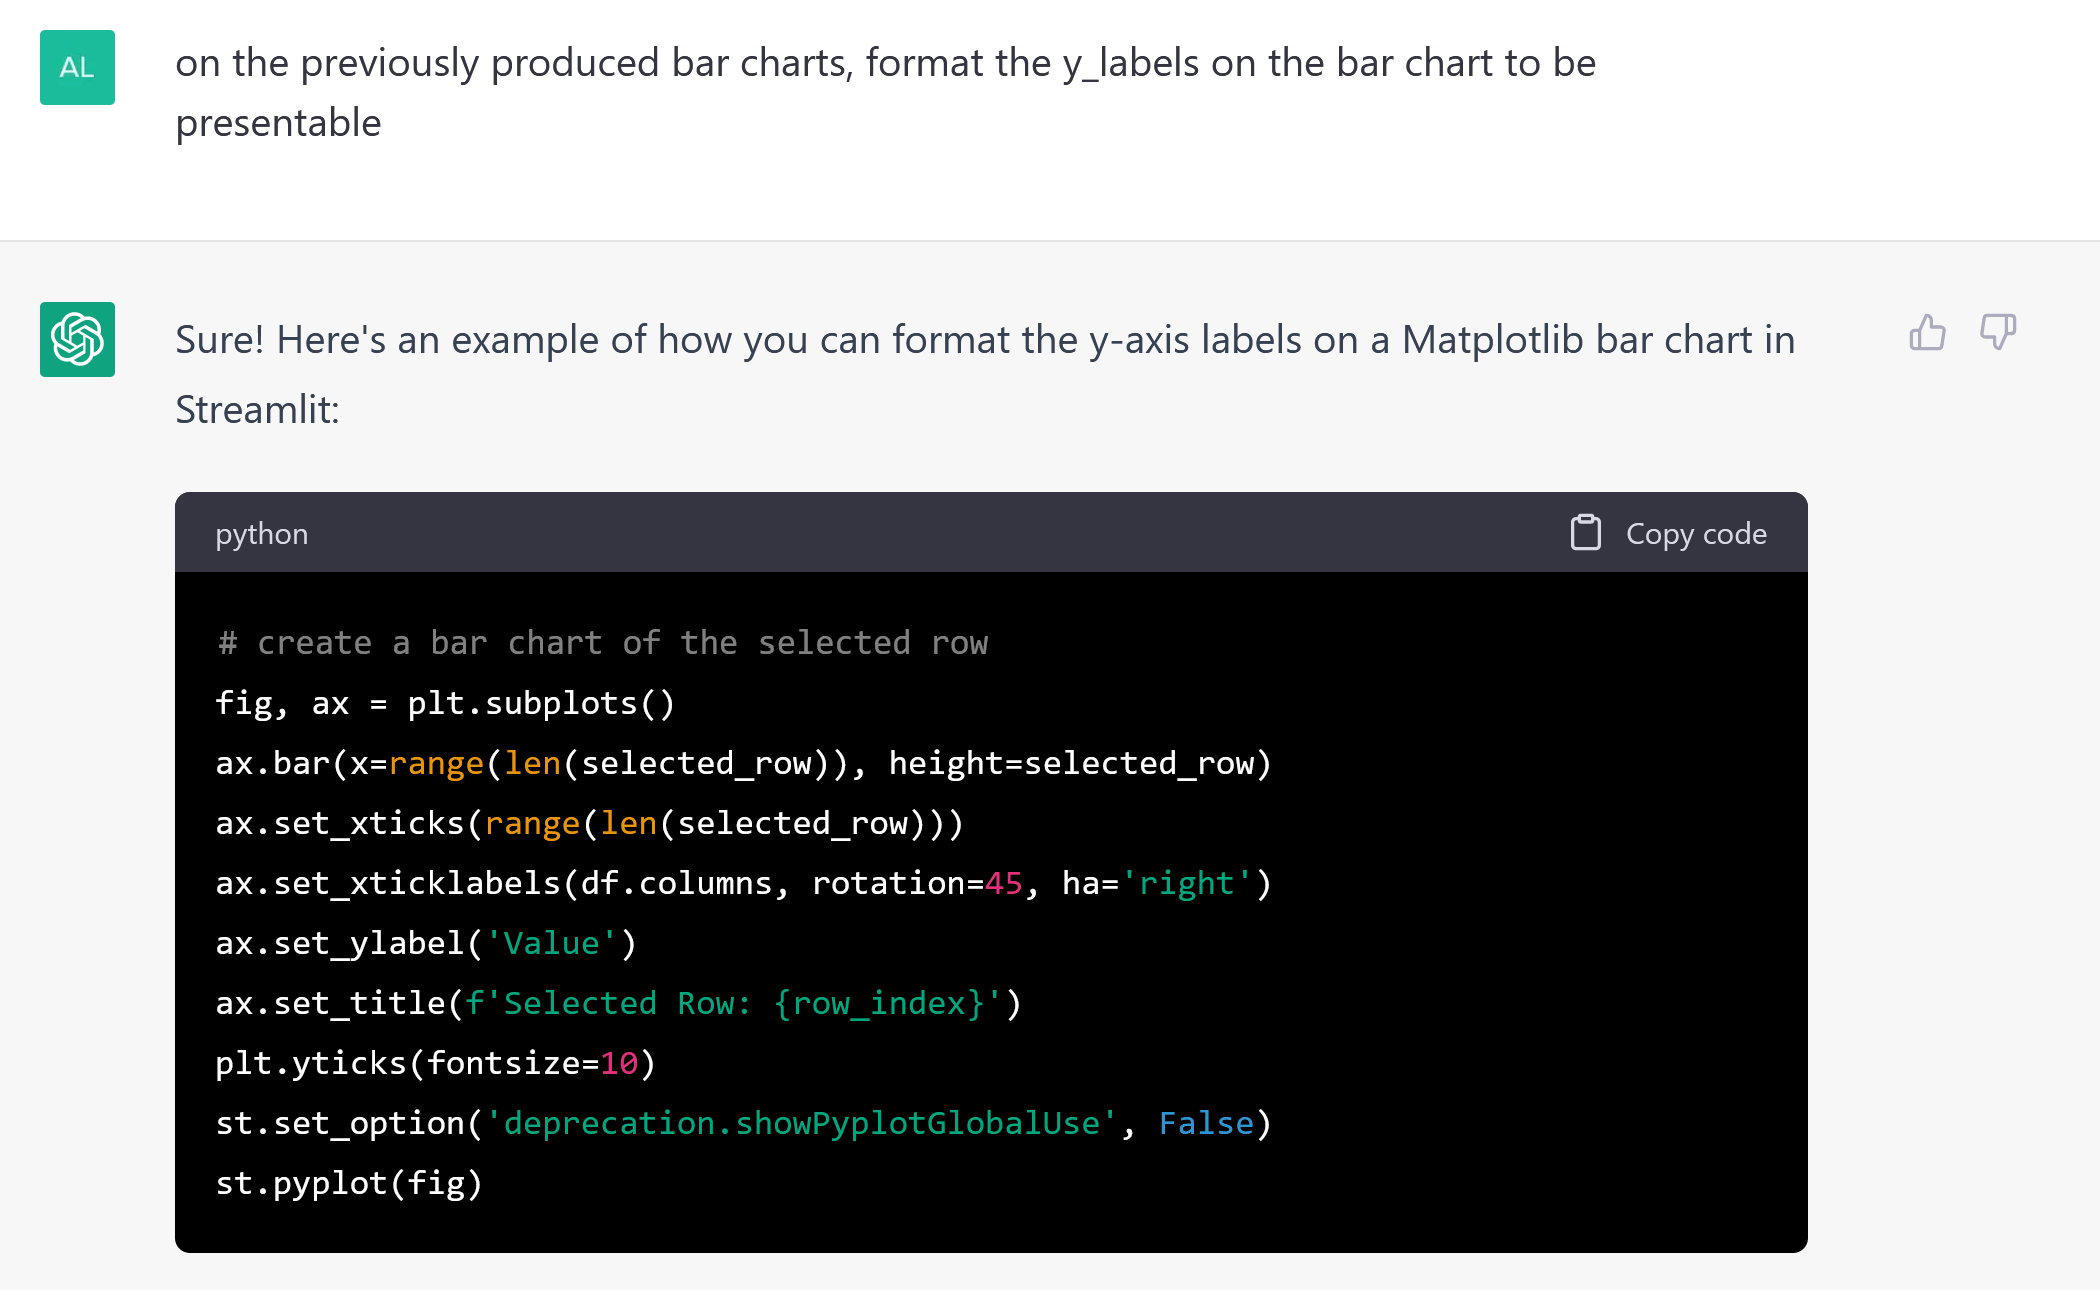 AL
on the previously produced bar charts, format the y_labels on the bar chart to be
presentable
Sure! Here's an example of how you can format the y-axis labels on a Matplotlib bar chart in
Streamlit:
python
Copy code
# create a bar chart of the selected row
fig, ax = plt.subplots()
ax.bar(x=range(len(selected_row)), height=selected_row)
ax.set_xticks(range(len(selected_row)))
ax.set_xticklabels(df.columns, rotation=45, ha='right')
ax.set_ylabel('Value')
ax.set_title(f'Selected Row: {row_index}')
plt.yticks(fontsize=10)
st.set_option('deprecation.showPyplotGlobalUse', False)
st.pyplot(fig)